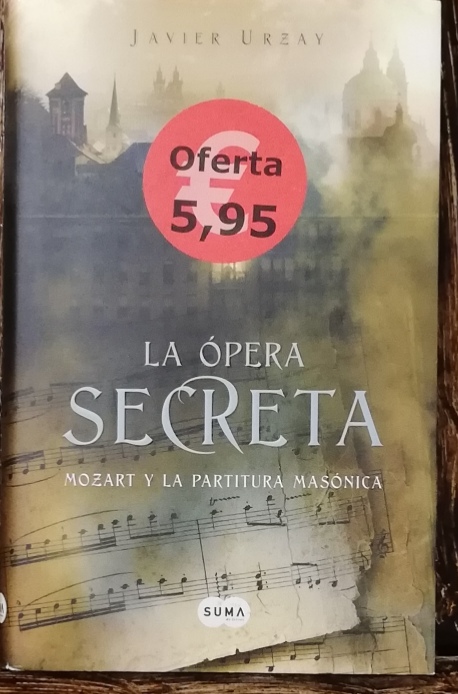 JAVIER URZAY
Oferta
€
5,95
LA ÓPERA
SECRETA
MOZART Y LA PARTITURA MASÓNICA
SUMA